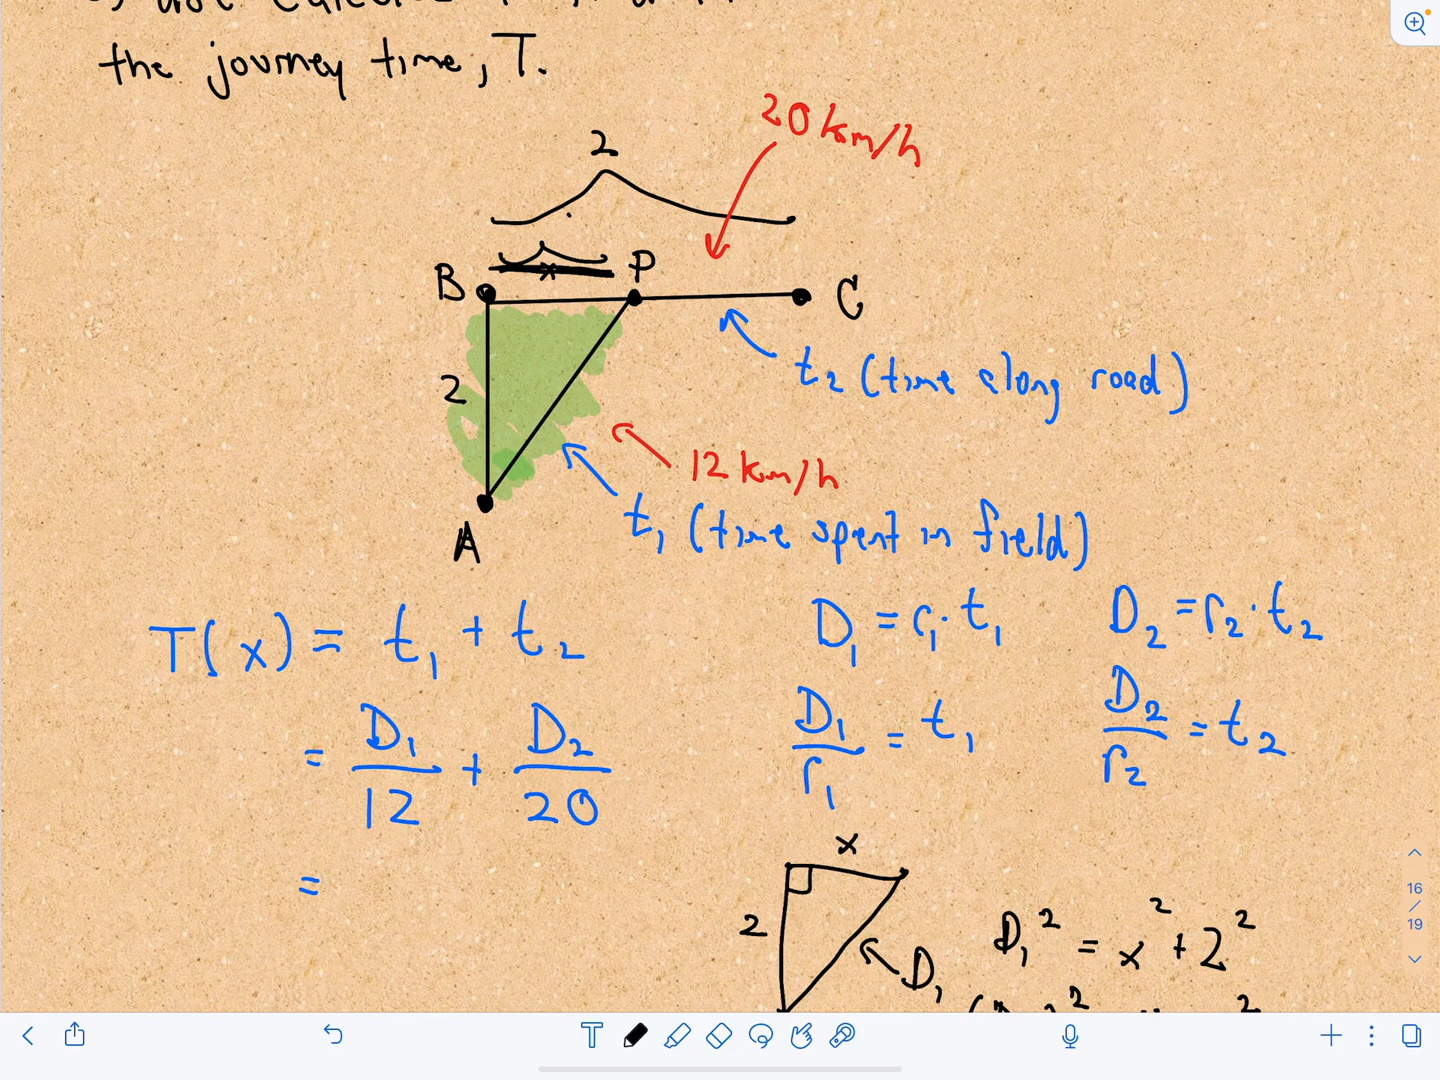 the journey time, T.
20 km/h
2
x
B
P
C
2
t₂ (time along road)
12 km/h
A
t₁ (time spent in field)
T(x) = t₁ + t₂
D₁ = r₁ · t₁
D₂ = r₂ · t₂
= D₁/12 + D₂/20
D₁/r₁ = t₁
D₂/r₂ = t₂
=
x
2
D₁
D₁² = x² + 2²
16
/
19
T